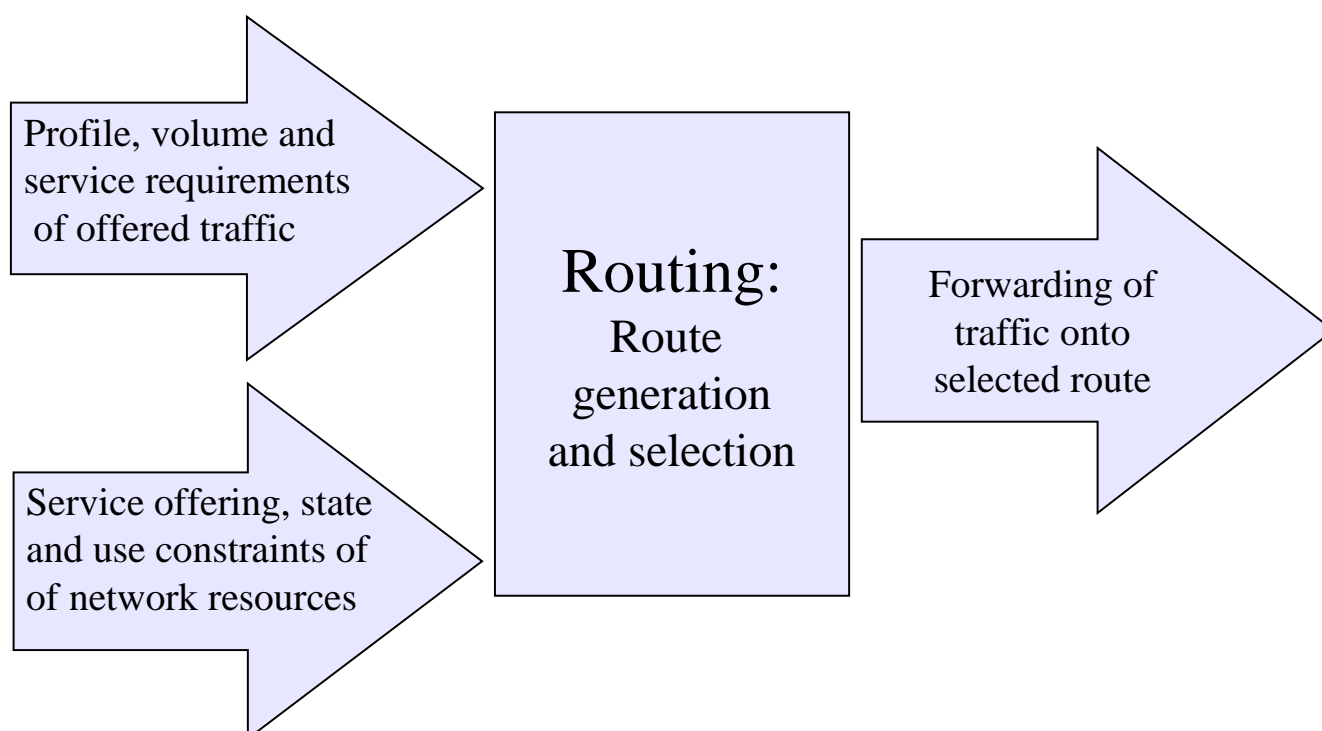 Profile, volume and
service requirements
of offered traffic
Service offering, state
and use constraints of
of network resources
Routing:
Route
generation
and selection
Forwarding of
traffic onto
selected route